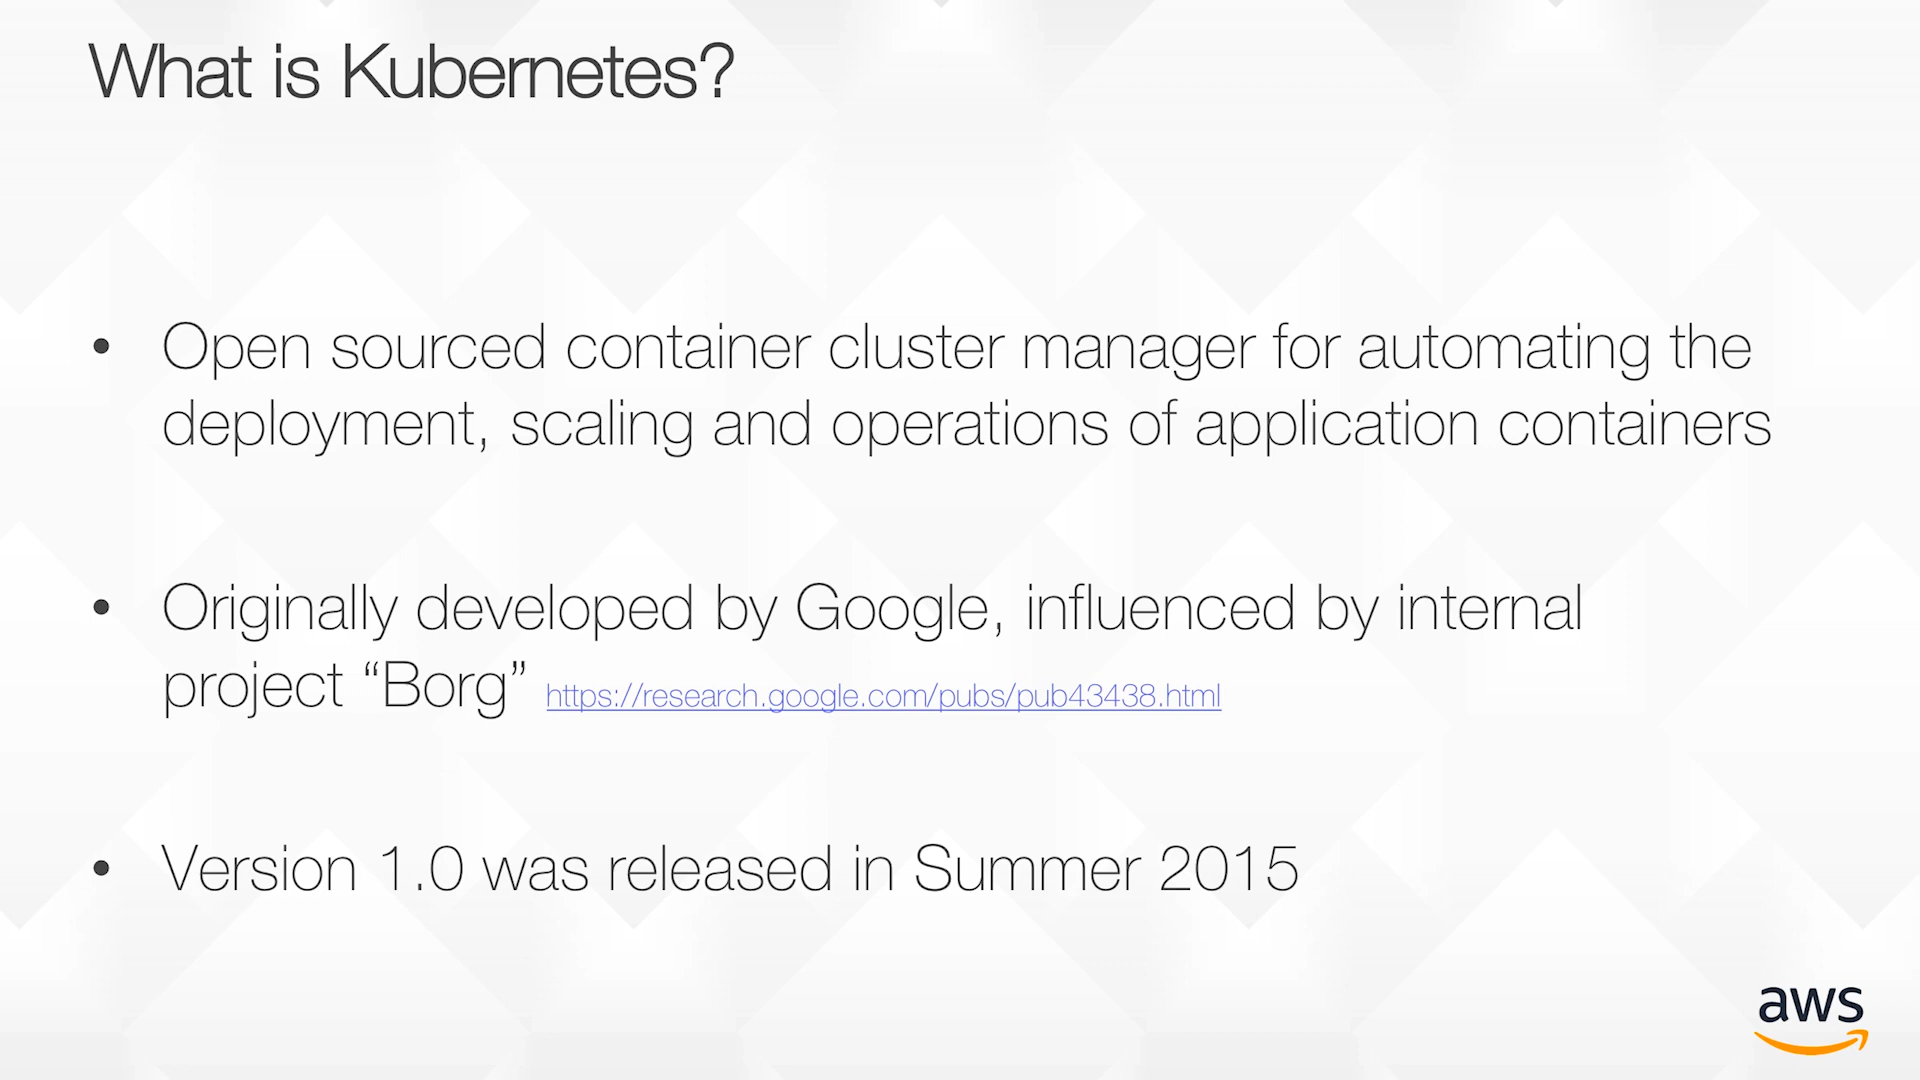 What is Kubernetes?
• Open sourced container cluster manager for automating the
deployment, scaling and operations of application containers
• Originally developed by Google, influenced by internal
project “Borg” https://research.google.com/pubs/pub43438.html
• Version 1.0 was released in Summer 2015
aws